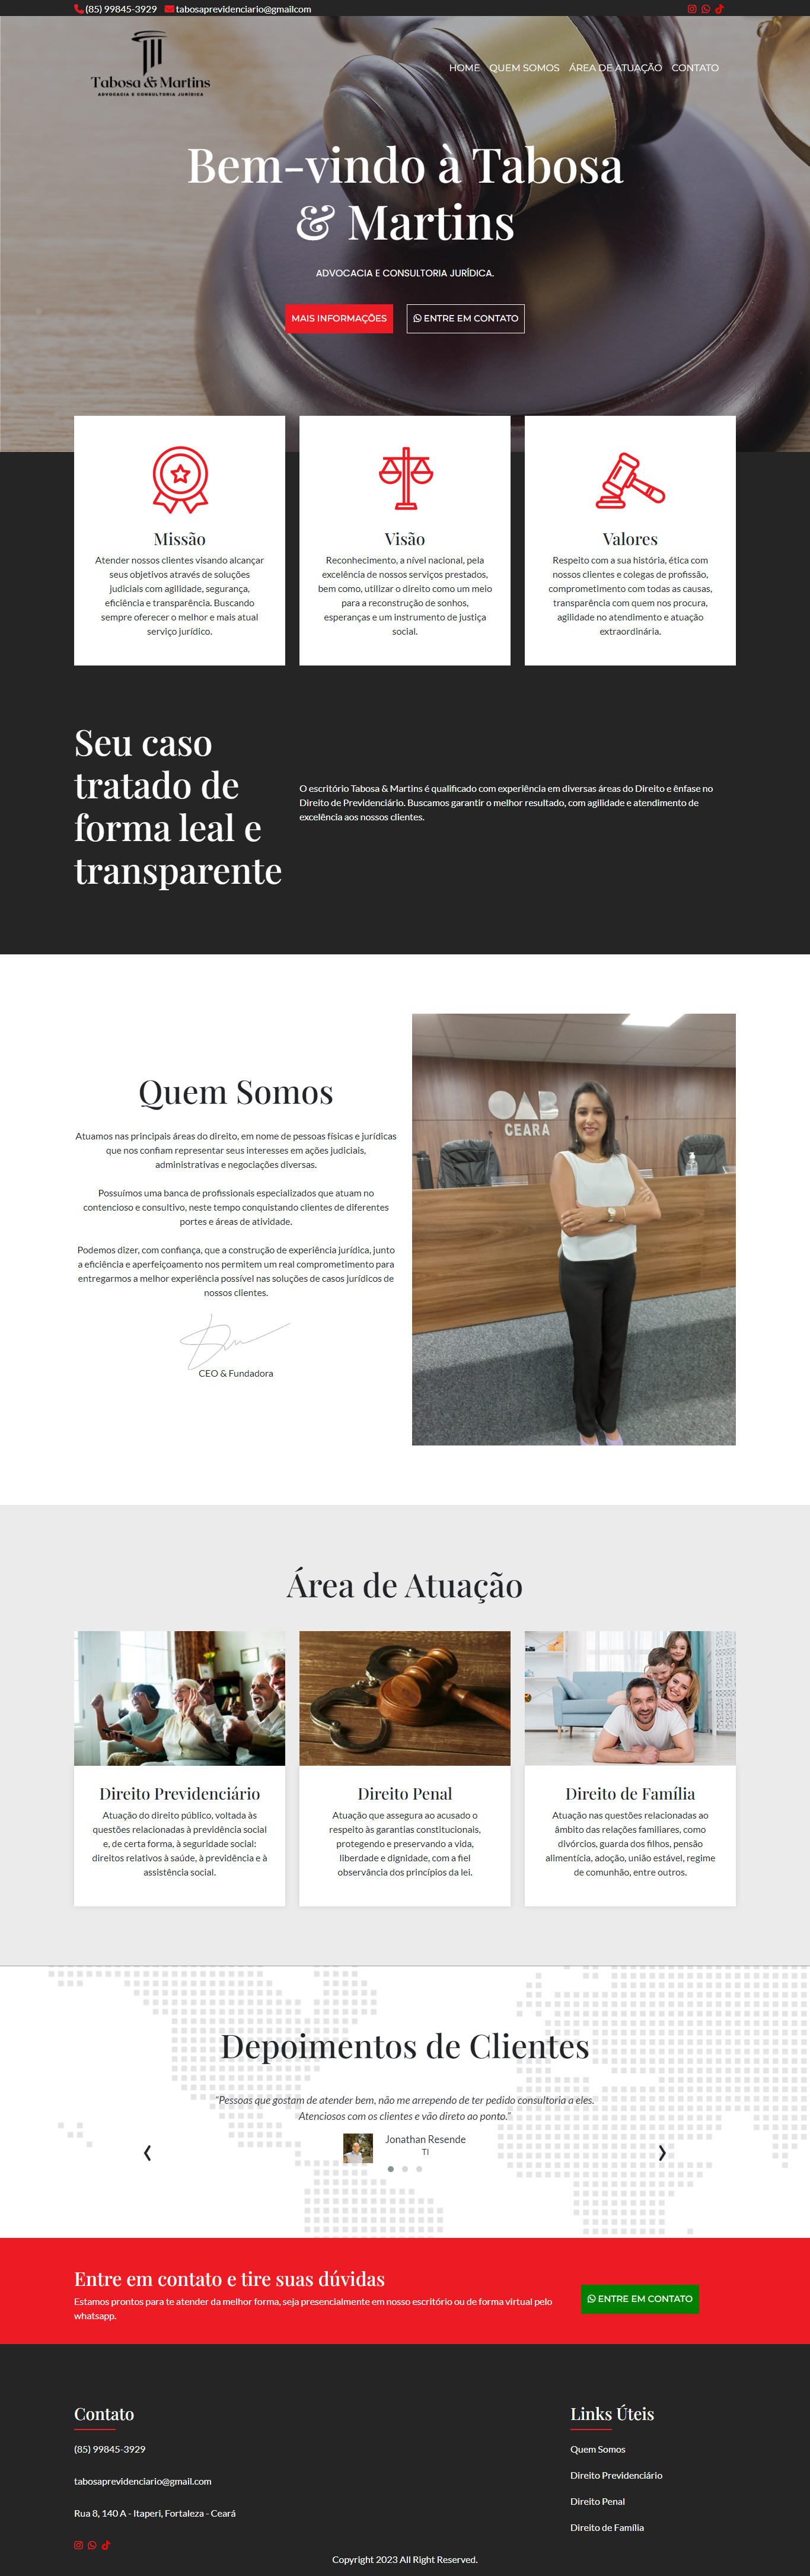 (85) 99845-3929 tabosaprevidenciario@gmailcom
Tabosa & Martins
ADVOCACIA E CONSULTORIA JURÍDICA
HOME QUEM SOMOS ÁREA DE ATUAÇÃO CONTATO
Bem-vindo à Tabosa
& Martins
ADVOCACIA E CONSULTORIA JURÍDICA.
MAIS INFORMAÇÕES
ENTRE EM CONTATO
Missão
Atender nossos clientes visando alcançar
seus objetivos através de soluções
judiciais com agilidade, segurança,
eficiência e transparência. Buscando
sempre oferecer o melhor e mais atual
serviço jurídico.
Visão
Reconhecimento, a nível nacional, pela
excelência de nossos serviços prestados,
bem como, utilizar o direito como um meio
para a reconstrução de sonhos,
esperanças e um instrumento de justiça
social.
Valores
Respeito com a sua história, ética com
nossos clientes e colegas de profissão,
comprometimento com todas as causas,
transparência com quem nos procura,
agilidade no atendimento e atuação
extraordinária.
Seu caso
tratado de
forma leal e
transparente
O escritório Tabosa & Martins é qualificado com experiência em diversas áreas do Direito e ênfase no
Direito de Previdenciário. Buscamos garantir o melhor resultado, com agilidade e atendimento de
excelência aos nossos clientes.
Quem Somos
Atuamos nas principais áreas do direito, em nome de pessoas físicas e jurídicas
que nos confiam representar seus interesses em ações judiciais,
administrativas e negociações diversas.
Possuímos uma banca de profissionais especializados que atuam no
contencioso e consultivo, neste tempo conquistando clientes de diferentes
portes e áreas de atividade.
Podemos dizer, com confiança, que a construção de experiência jurídica, junto
a eficiência e aperfeiçoamento nos permitem um real comprometimento para
entregarmos a melhor experiência possível nas soluções de casos jurídicos de
nossos clientes.
CEO & Fundadora
OAB
CEARA
Área de Atuação
Direito Previdenciário
Atuação do direito público, voltada às
questões relacionadas à previdência social
e, de certa forma, à seguridade social:
direitos relativos à saúde, à previdência e à
assistência social.
Direito Penal
Atuação que assegura ao acusado o
respeito às garantias constitucionais,
protegendo e preservando a vida,
liberdade e dignidade, com a fiel
observância dos princípios da lei.
Direito de Família
Atuação nas questões relacionadas ao
âmbito das relações familiares, como
divórcios, guarda dos filhos, pensão
alimentícia, adoção, união estável, regime
de comunhão, entre outros.
Depoimentos de Clientes
"Pessoas que gostam de atender bem, não me arrependo de ter pedido consultoria a eles.
Atenciosos com os clientes e vão direto ao ponto."
Jonathan Resende
TI
Entre em contato e tire suas dúvidas
Estamos prontos para te atender da melhor forma, seja presencialmente em nosso escritório ou de forma virtual pelo
whatsapp.
ENTRE EM CONTATO
Contato
(85) 99845-3929
tabosaprevidenciario@gmail.com
Rua 8, 140 A - Itaperi, Fortaleza - Ceará
Links Úteis
Quem Somos
Direito Previdenciário
Direito Penal
Direito de Família
Copyright 2023 All Right Reserved.